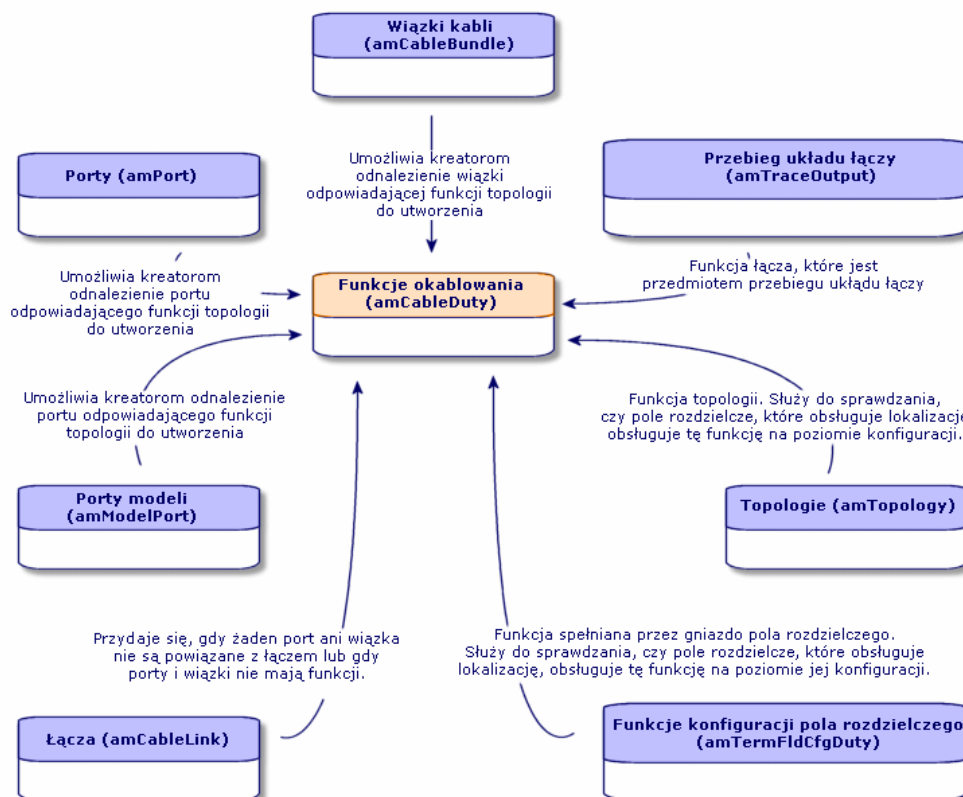 Wiązki kabli
(amCableBundle)
Umożliwia kreatorom
odnalezienie wiązki
odpowiadającej funkcji topologii
do utworzenia
Porty (amPort)
Przebieg układu łączy
(amTraceOutput)
Umożliwia kreatorom
odnalezienie portu
odpowiadającego funkcji topologii
do utworzenia
Funkcje okablowania
(amCableDuty)
Funkcja łącza, które jest
przedmiotem przebiegu układu łączy
Umożliwia kreatorom odnalezienie
portu odpowiadającego funkcji
topologii do utworzenia
Funkcja topologii. Służy do sprawdzania,
czy pole rozdzielcze, które obsługuje lokalizację
obsługuje tę funkcję na poziomie konfiguracji.
Porty modeli
(amModelPort)
Topologie (amTopology)
Przydaje się, gdy żaden port ani wiązka
nie są powiązane z łączem lub gdy
porty i wiązki nie mają funkcji.
Funkcja spełniana przez gniazdo pola rozdzielczego.
Służy do sprawdzania, czy pole rozdzielcze, które obsługuje
lokalizację, obsługuje tę funkcję na poziomie jej konfiguracji.
Łącza (amCableLink)
Funkcje konfiguracji pola rozdzielczego
(amTermFldCfgDuty)